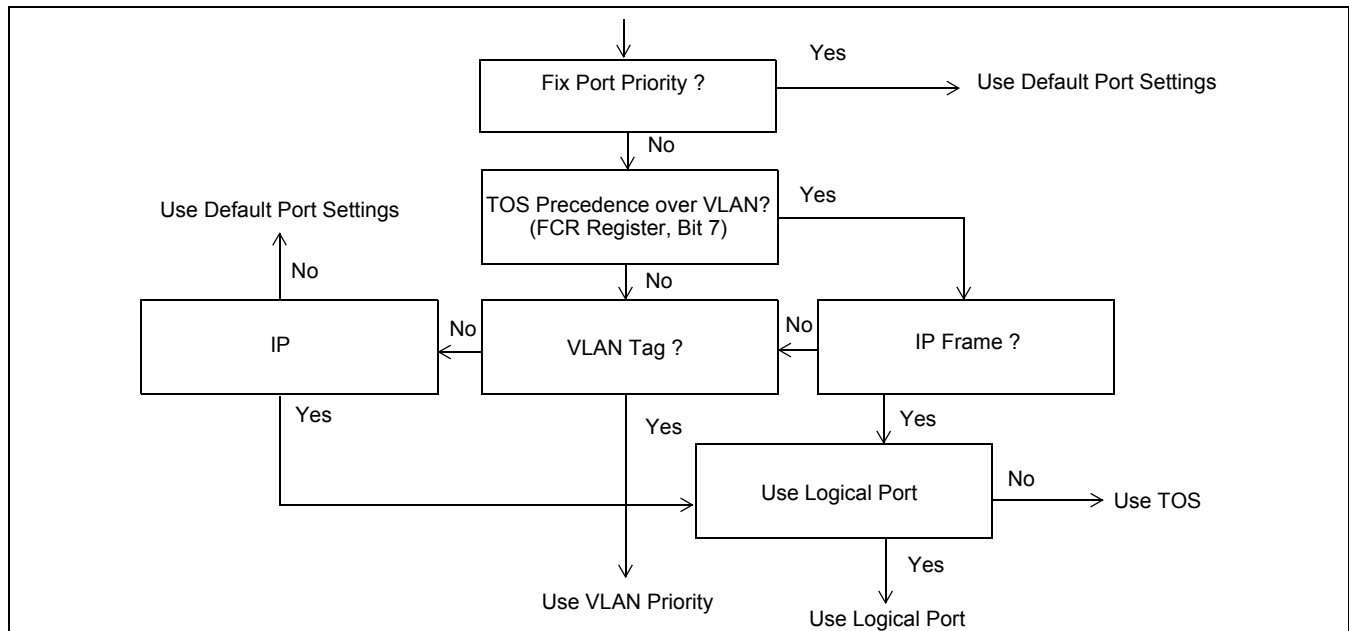 Yes
Fix Port Priority ?
Use Default Port Settings
No
TOS Precedence over VLAN?
(FCR Register, Bit 7)
Yes
Use Default Port Settings
No
No
IP
No
VLAN Tag ?
No
IP Frame ?
Yes
Yes
Yes
Use Logical Port
No
Use TOS
Yes
Use VLAN Priority
Use Logical Port